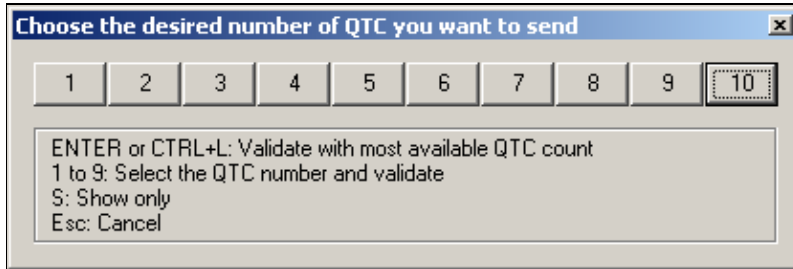 Choose the desired number of QTC you want to send
1 2 3 4 5 6 7 8 9 10
ENTER or CTRL+L: Validate with most available QTC count
1 to 9: Select the QTC number and validate
S: Show only
Esc: Cancel